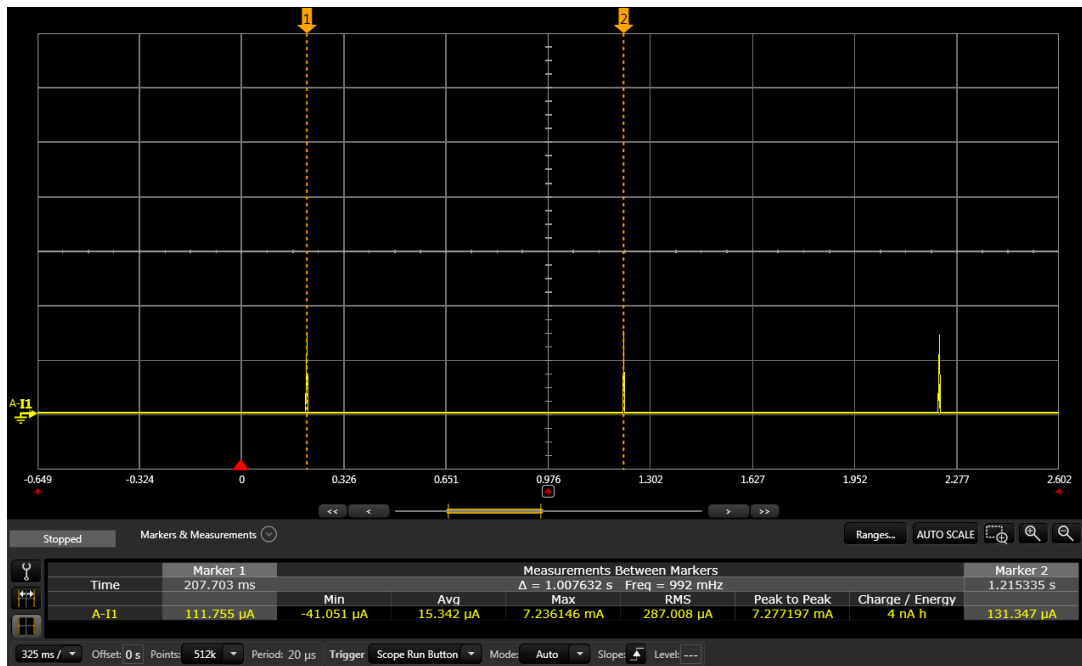 1 2
A-I1
-0.649 -0.324 0 0.326 0.651 0.976 1.302 1.627 1.952 2.277 2.602
<< < > >>
Stopped Markers & Measurements Ranges... AUTO SCALE
Marker 1 Measurements Between Markers Marker 2
Time 207.703 ms Δ = 1.007632 s Freq = 992 mHz 1.215335 s
Min Avg Max RMS Peak to Peak Charge / Energy
A-I1 111.755 µA -41.051 µA 15.342 µA 7.236146 mA 287.008 µA 7.277197 mA 4 nA h 131.347 µA
325 ms / Offset: 0 s Points: 512k Period: 20 µs Trigger Scope Run Button Mode: Auto Slope: Level: ---